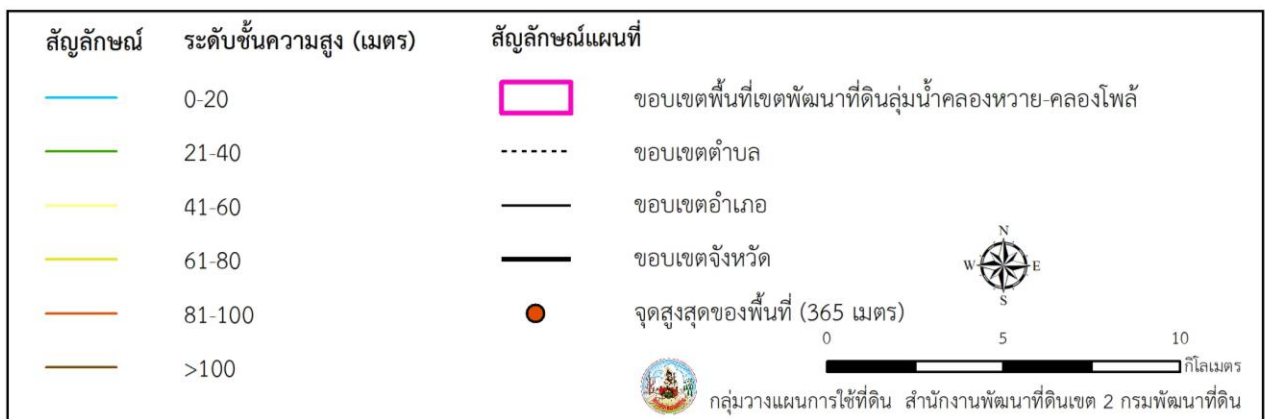 สัญลักษณ์ ระดับชั้นความสูง (เมตร) สัญลักษณ์แผนที่
0-20 ขอบเขตพื้นที่เขตพัฒนาที่ดินลุ่มน้ำคลองหวาย-คลองโพล้
21-40 ขอบเขตตำบล
41-60 ขอบเขตอำเภอ
61-80 ขอบเขตจังหวัด
81-100 จุดสูงสุดของพื้นที่ (365 เมตร)
>100
N
W E
S
0 5 10
กิโลเมตร
กลุ่มวางแผนการใช้ที่ดิน สำนักงานพัฒนาที่ดินเขต 2 กรมพัฒนาที่ดิน